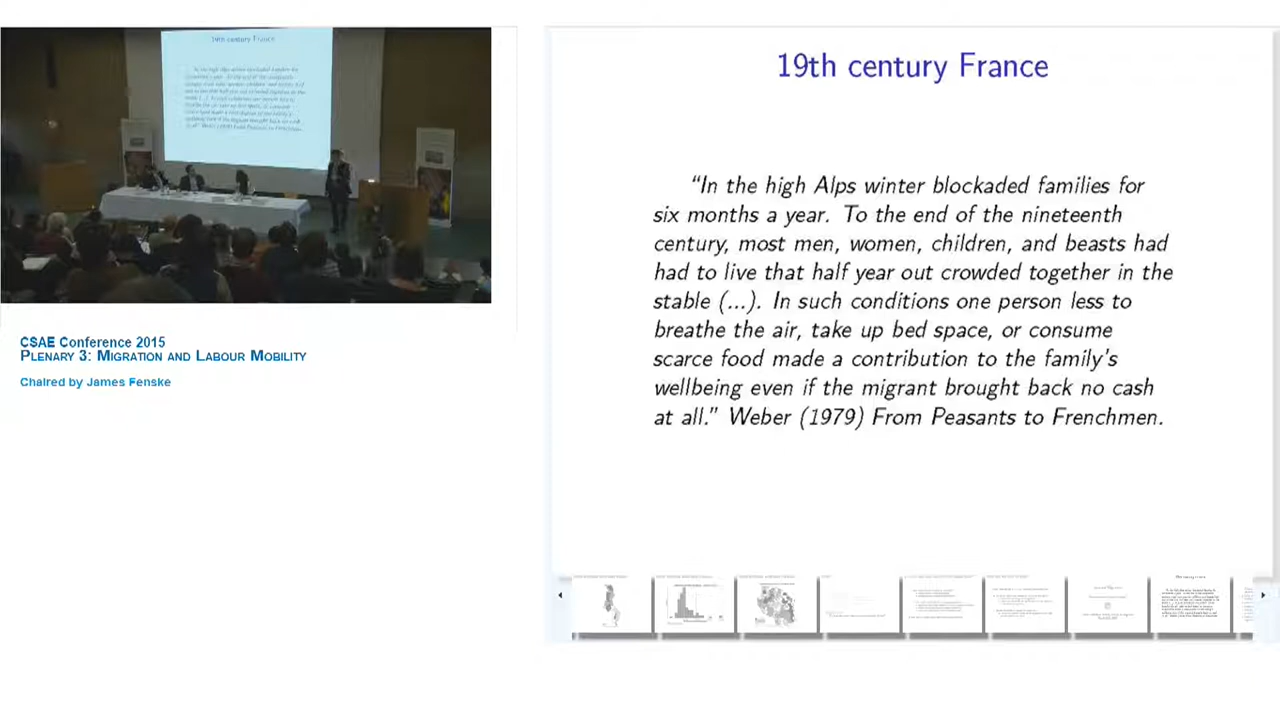 19th century France
CSAE Conference 2015
PLENARY 3: MIGRATION AND LABOUR MOBILITY
Chaired by James Fenske
19th century France
“In the high Alps winter blockaded families for
six months a year. To the end of the nineteenth
century, most men, women, children, and beasts had
had to live that half year out crowded together in the
stable (...). In such conditions one person less to
breathe the air, take up bed space, or consume
scarce food made a contribution to the family’s
wellbeing even if the migrant brought back no cash
at all.” Weber (1979) From Peasants to Frenchmen.